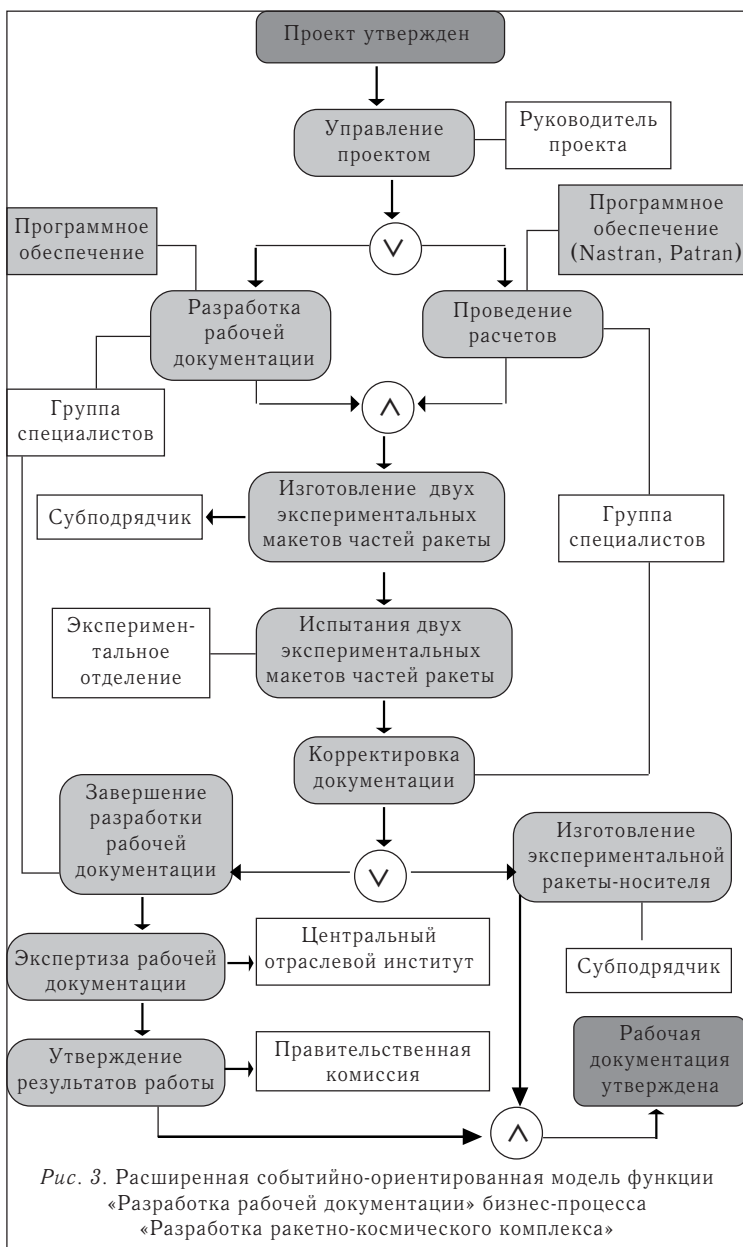 Проект утвержден
Управление
проектом
Руководитель
проекта
Программное
обеспечение
Программное
обеспечение
(Nastran, Patran)
∨
Разработка
рабочей
документации
Проведение
расчетов
Группа
специалистов
∧
Субподрядчик
Изготовление двух
экспериментальных
макетов частей ракеты
Группа
специалистов
Эксперимен-
тальное
отделение
Испытания двух
экспериментальных
макетов частей ракеты
Корректировка
документации
Завершение
разработки
рабочей
документации
∨
Изготовление
экспериментальной
ракеты-носителя
Экспертиза рабочей
документации
Центральный
отраслевой институт
Субподрядчик
Утверждение
результатов работы
Правительственная
комиссия
Рабочая
документация
утверждена
∧
Рис. 3. Расширенная событийно-ориентированная модель функции
«Разработка рабочей документации» бизнес-процесса
«Разработка ракетно-космического комплекса»